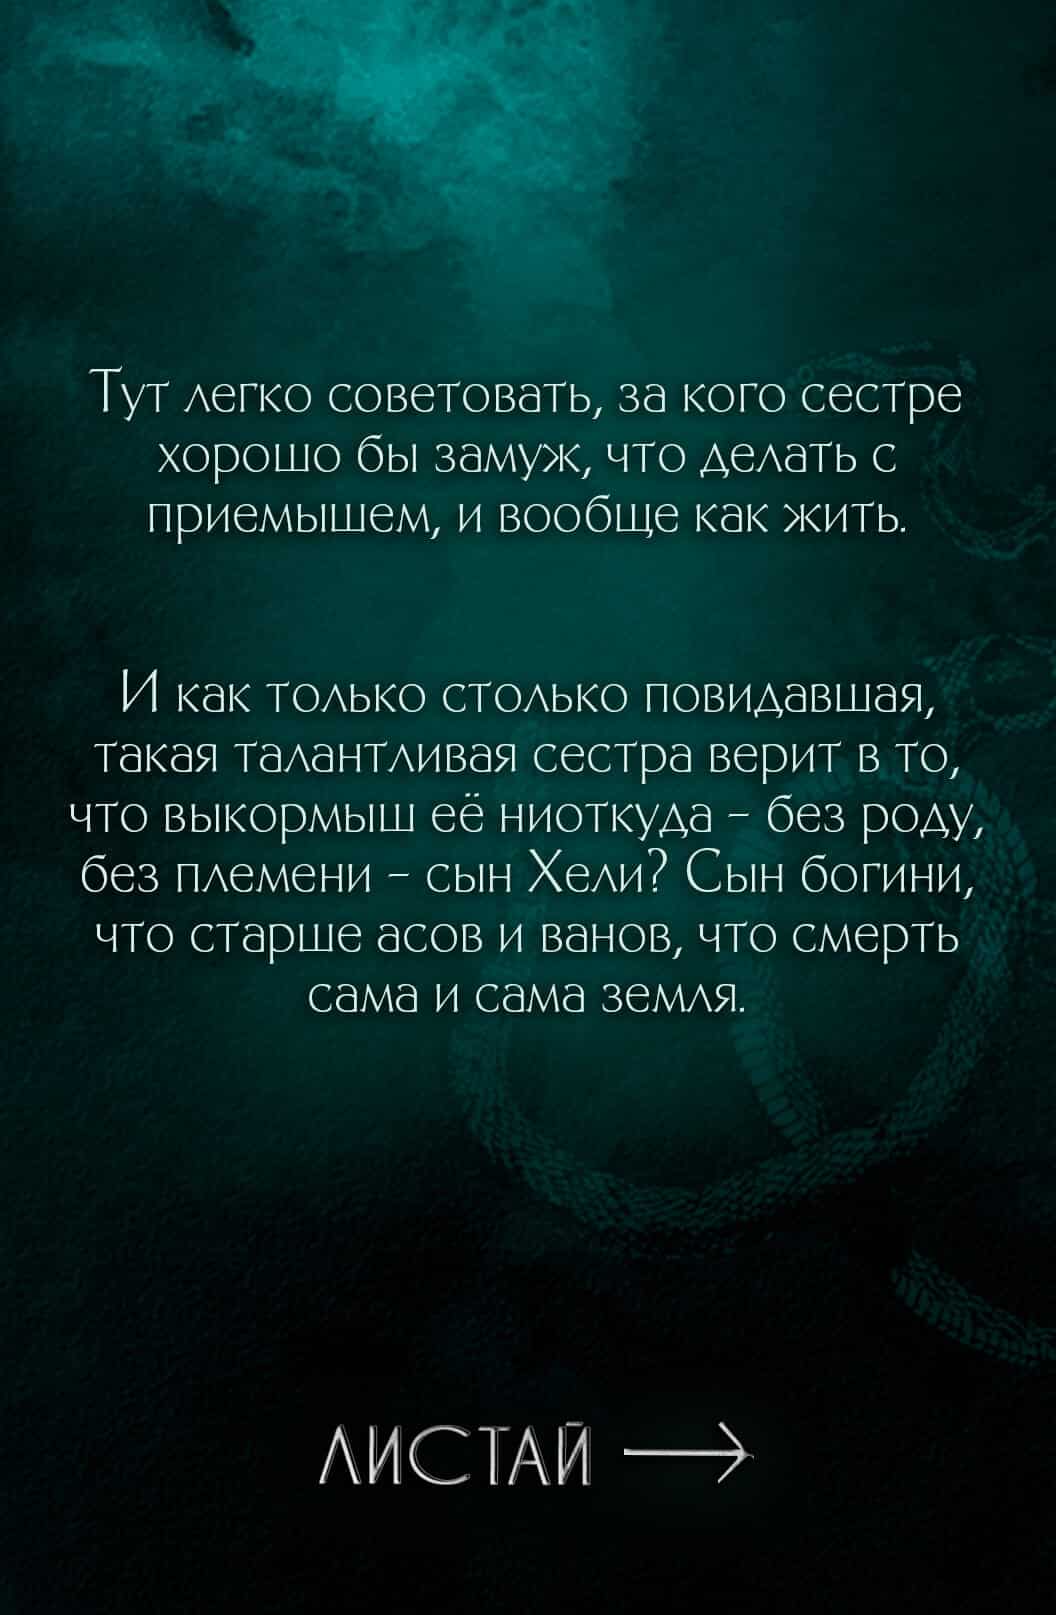 Тут легко советовать, за кого сестре
хорошо бы замуж, что делать с
приемышем, и вообще как жить.
И как только столько повидавшая,
такая талантливая сестра верит в то,
что выкормыш её ниоткуда – без роду,
без племени – сын Хели? Сын богини,
что старше асов и ванов, что смерть
сама и сама земля.
ЛИСТАЙ →